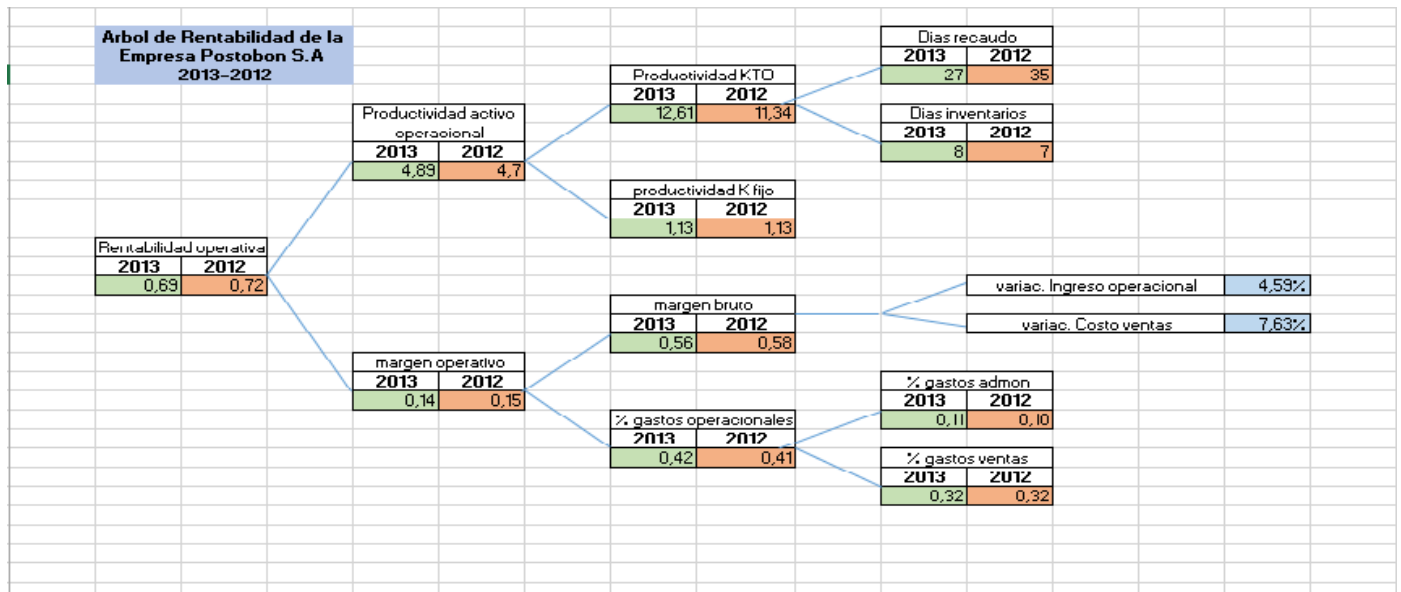 Arbol de Rentabilidad de la
Empresa Postobon S.A
2013-2012
Dias recaudo
2013 2012
27 35
Productividad KTO
2013 2012
12,61 11,34
Dias inventarios
2013 2012
8 7
Productividad activo
operacional
2013 2012
4,89 4,7
productividad K fijo
2013 2012
1,13 1,13
Rentabilidad operativa
2013 2012
0,69 0,72
variac. Ingreso operacional 4,59%
variac. Costo ventas 7,63%
margen bruto
2013 2012
0,56 0,58
margen operativo
2013 2012
0,14 0,15
% gastos operacionales
2013 2012
0,42 0,41
% gastos admon
2013 2012
0,11 0,10
% gastos ventas
2013 2012
0,32 0,32